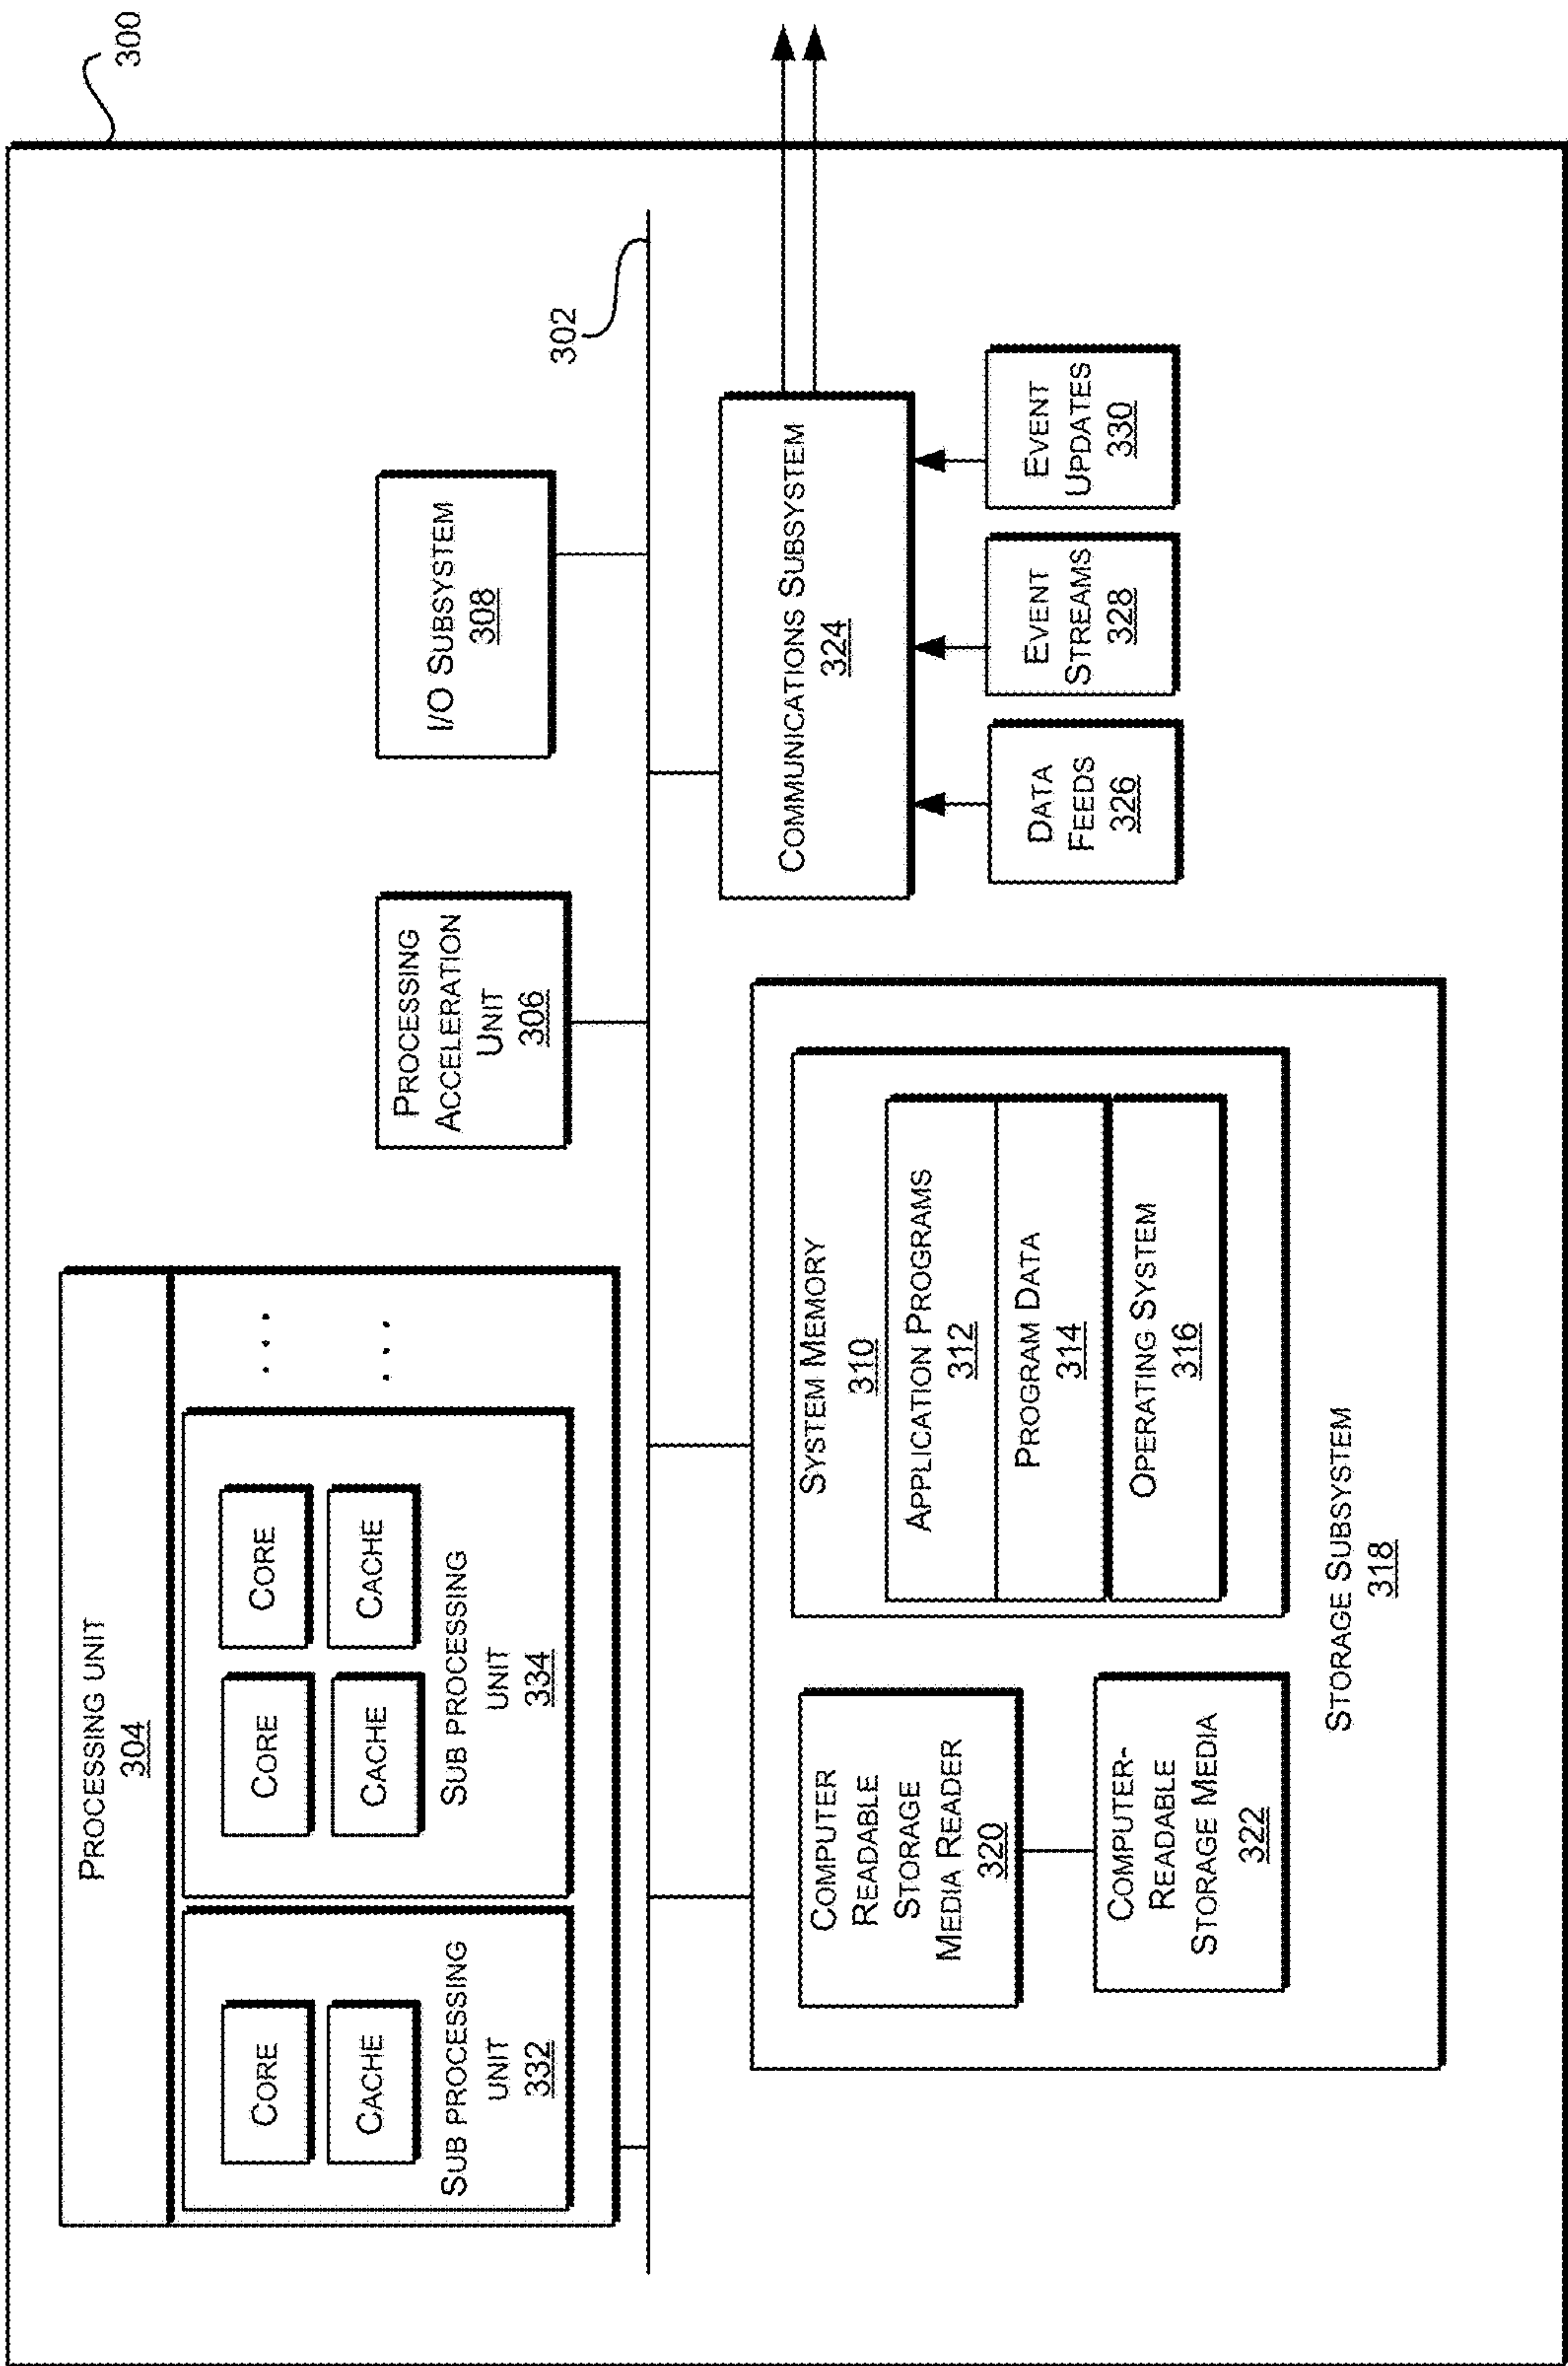 300
PROCESSING UNIT
304
CORE
CACHE
SUB PROCESSING
UNIT
332
CORE
CORE
CACHE
CACHE
SUB PROCESSING
UNIT
334
. . .
. . .
PROCESSING
ACCELERATION
UNIT
306
I/O SUBSYSTEM
308
302
COMPUTER
READABLE
STORAGE
MEDIA READER
320
COMPUTER-
READABLE
STORAGE MEDIA
322
SYSTEM MEMORY
310
APPLICATION PROGRAMS
312
PROGRAM DATA
314
OPERATING SYSTEM
316
STORAGE SUBSYSTEM
318
COMMUNICATIONS SUBSYSTEM
324
DATA
FEEDS
326
EVENT
STREAMS
328
EVENT
UPDATES
330